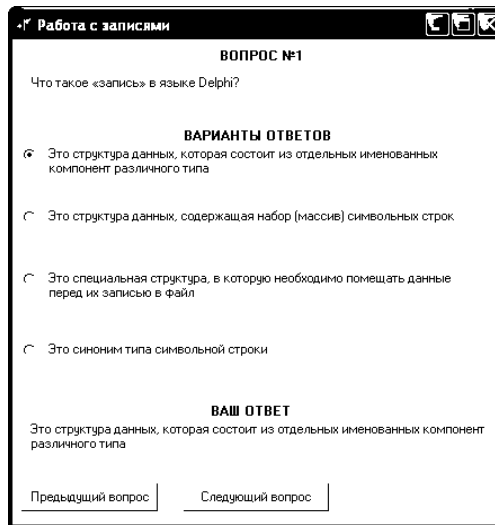 Работа с записями
ВОПРОС №1
Что такое «запись» в языке Delphi?
ВАРИАНТЫ ОТВЕТОВ
Это структура данных, которая состоит из отдельных именованных
компонент различного типа
Это структура данных, содержащая набор (массив) символьных строк
Это специальная структура, в которую необходимо помещать данные
перед их записью в файл
Это синоним типа символьной строки
ВАШ ОТВЕТ
Это структура данных, которая состоит из отдельных именованных компонент
различного типа
Предыдущий вопрос
Следующий вопрос